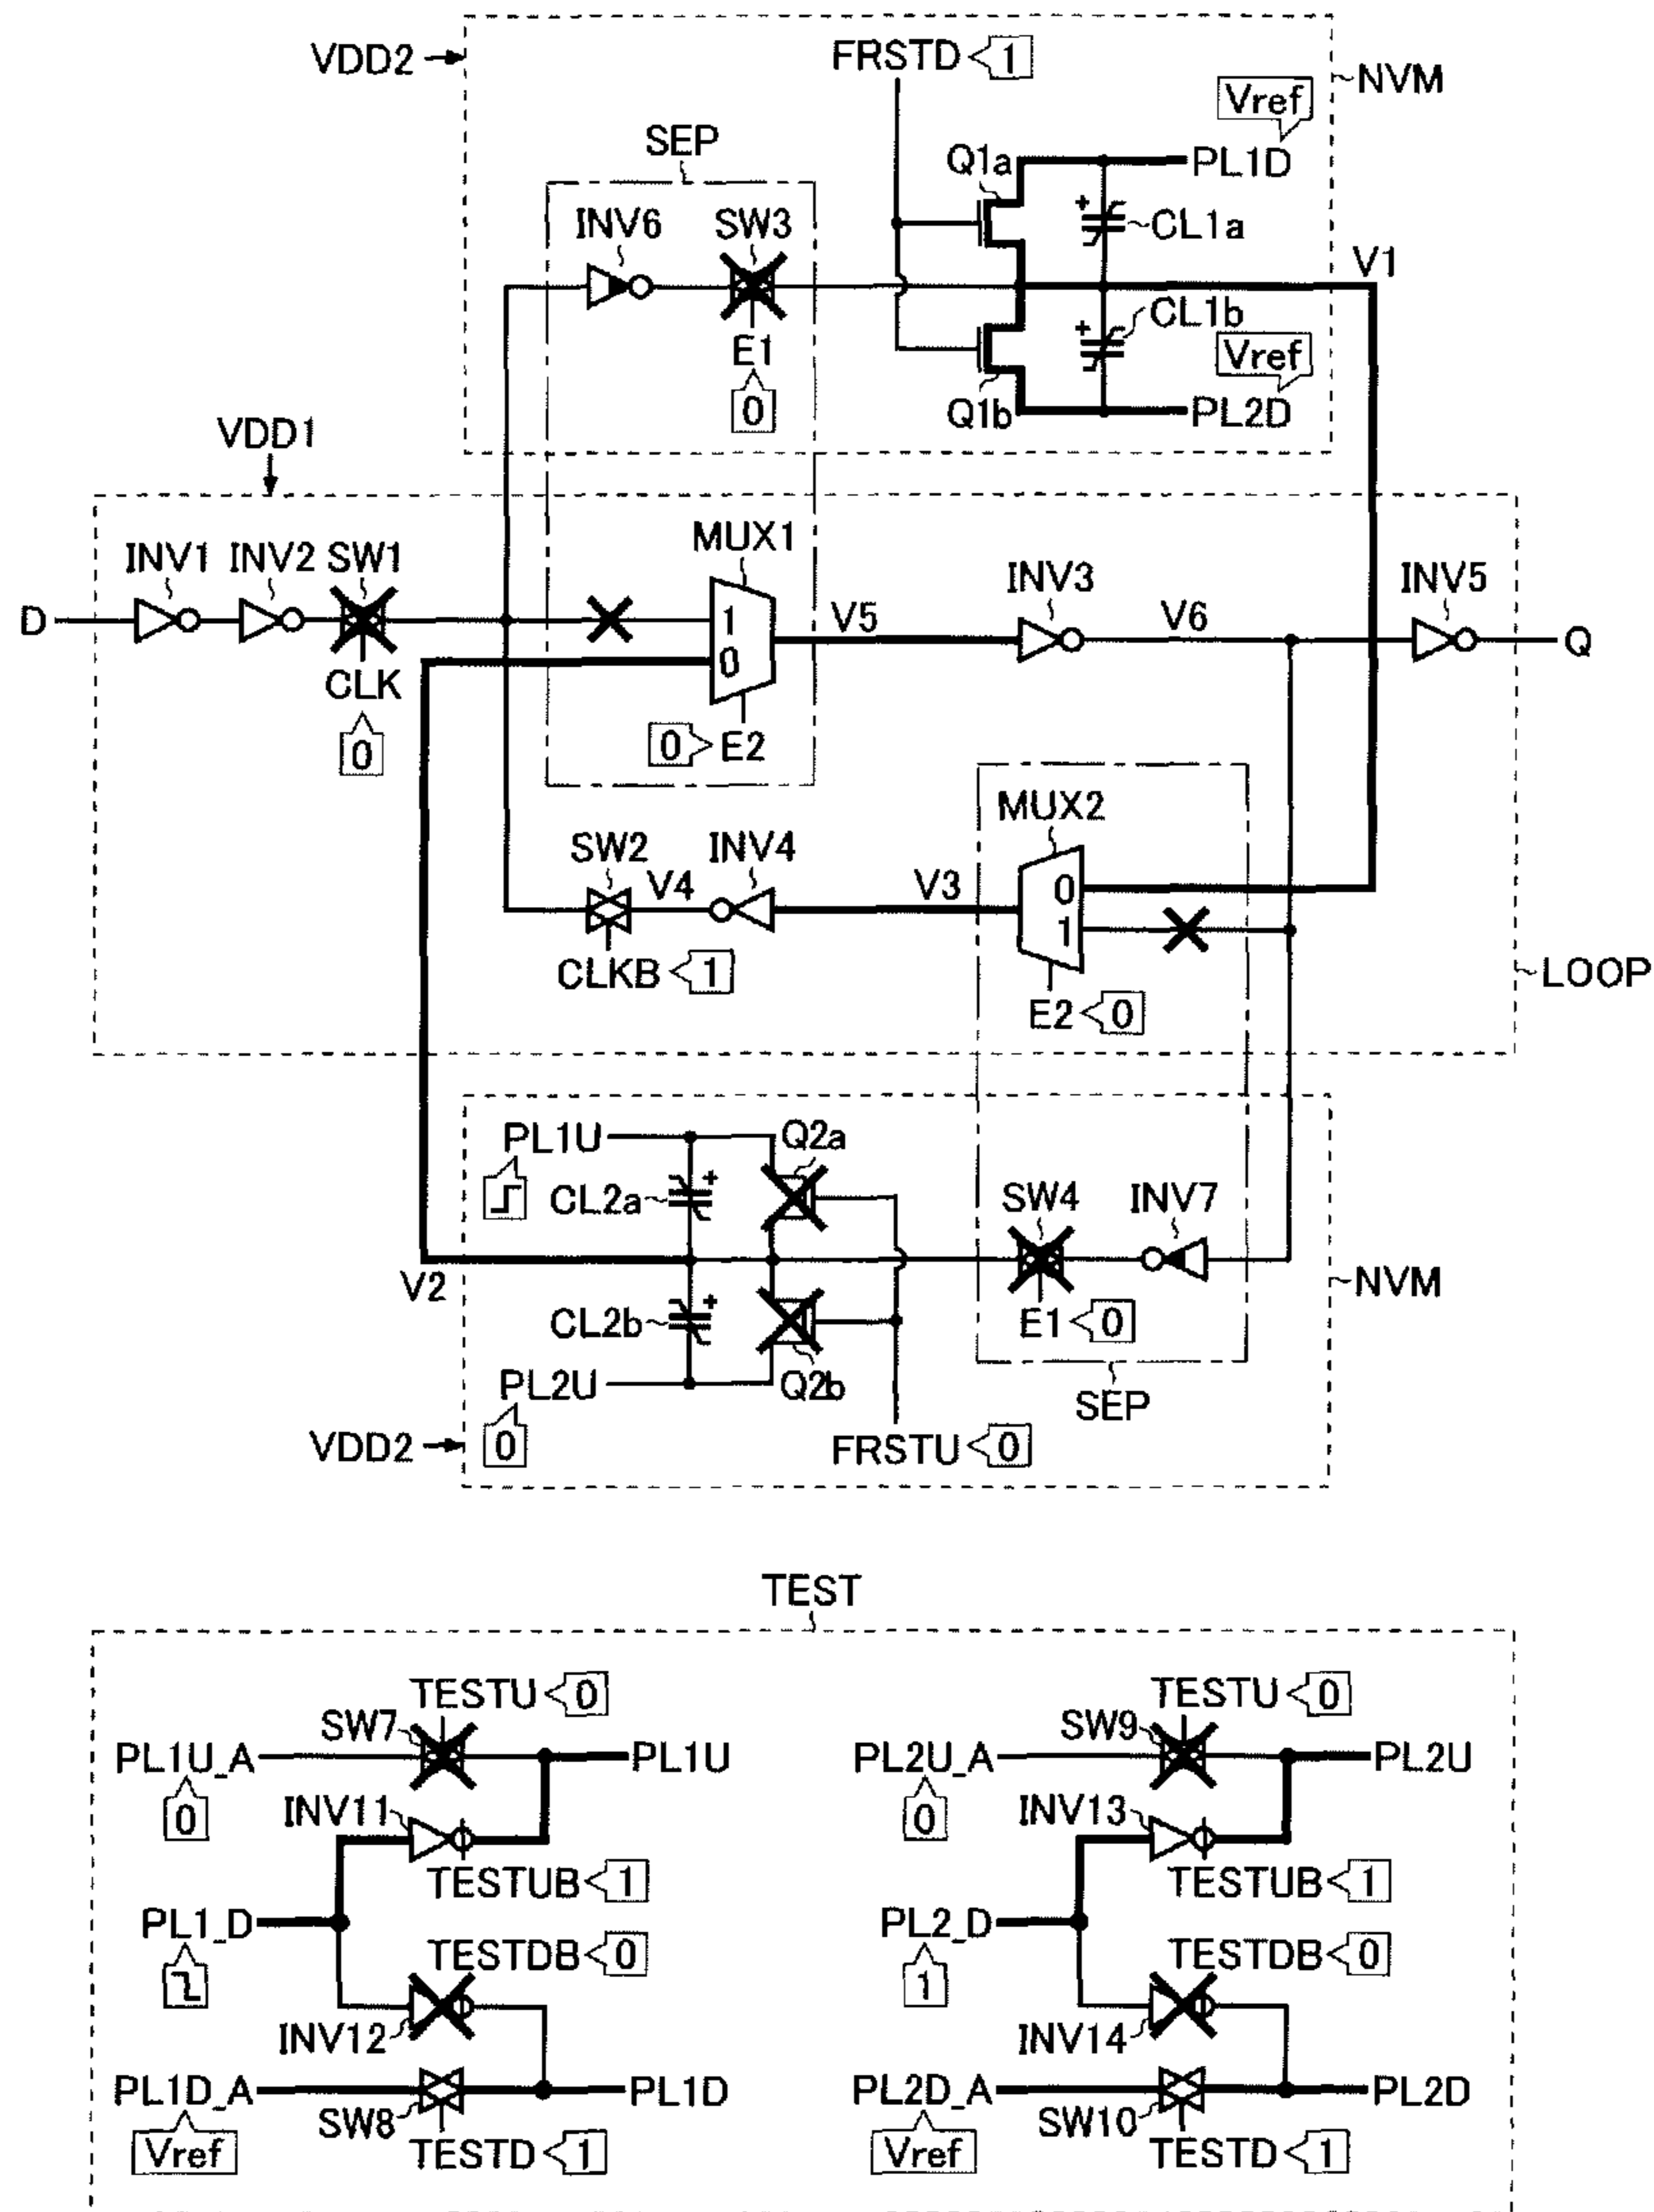 VDD2
FRSTD 1
NVM
Vref
SEP
Q1a
PL1D
INV6
SW3
+
CL1a
V1
E1
0
+
CL1b
Vref
Q1b
PL2D
VDD1
MUX1
INV1
INV2
SW1
INV3
INV5
D
1
V5
V6
Q
0
CLK
0
0 E2
MUX2
SW2
INV4
V4
V3
0
1
CLKB 1
LOOP
E2 0
PL1U
Q2a
CL2a
+
SW4
INV7
V2
NVM
CL2b
+
E1 0
PL2U
Q2b
SEP
0
VDD2
FRSTU 0
TEST
TESTU 0
TESTU 0
SW7
SW9
PL1U_A
PL1U
PL2U_A
PL2U
0
INV11
0
INV13
TESTUB 1
TESTUB 1
PL1_D
PL2_D
TESTDB 0
TESTDB 0
1
INV12
INV14
PL1D_A
PL1D
PL2D_A
PL2D
SW8
SW10
Vref
TESTD 1
Vref
TESTD 1